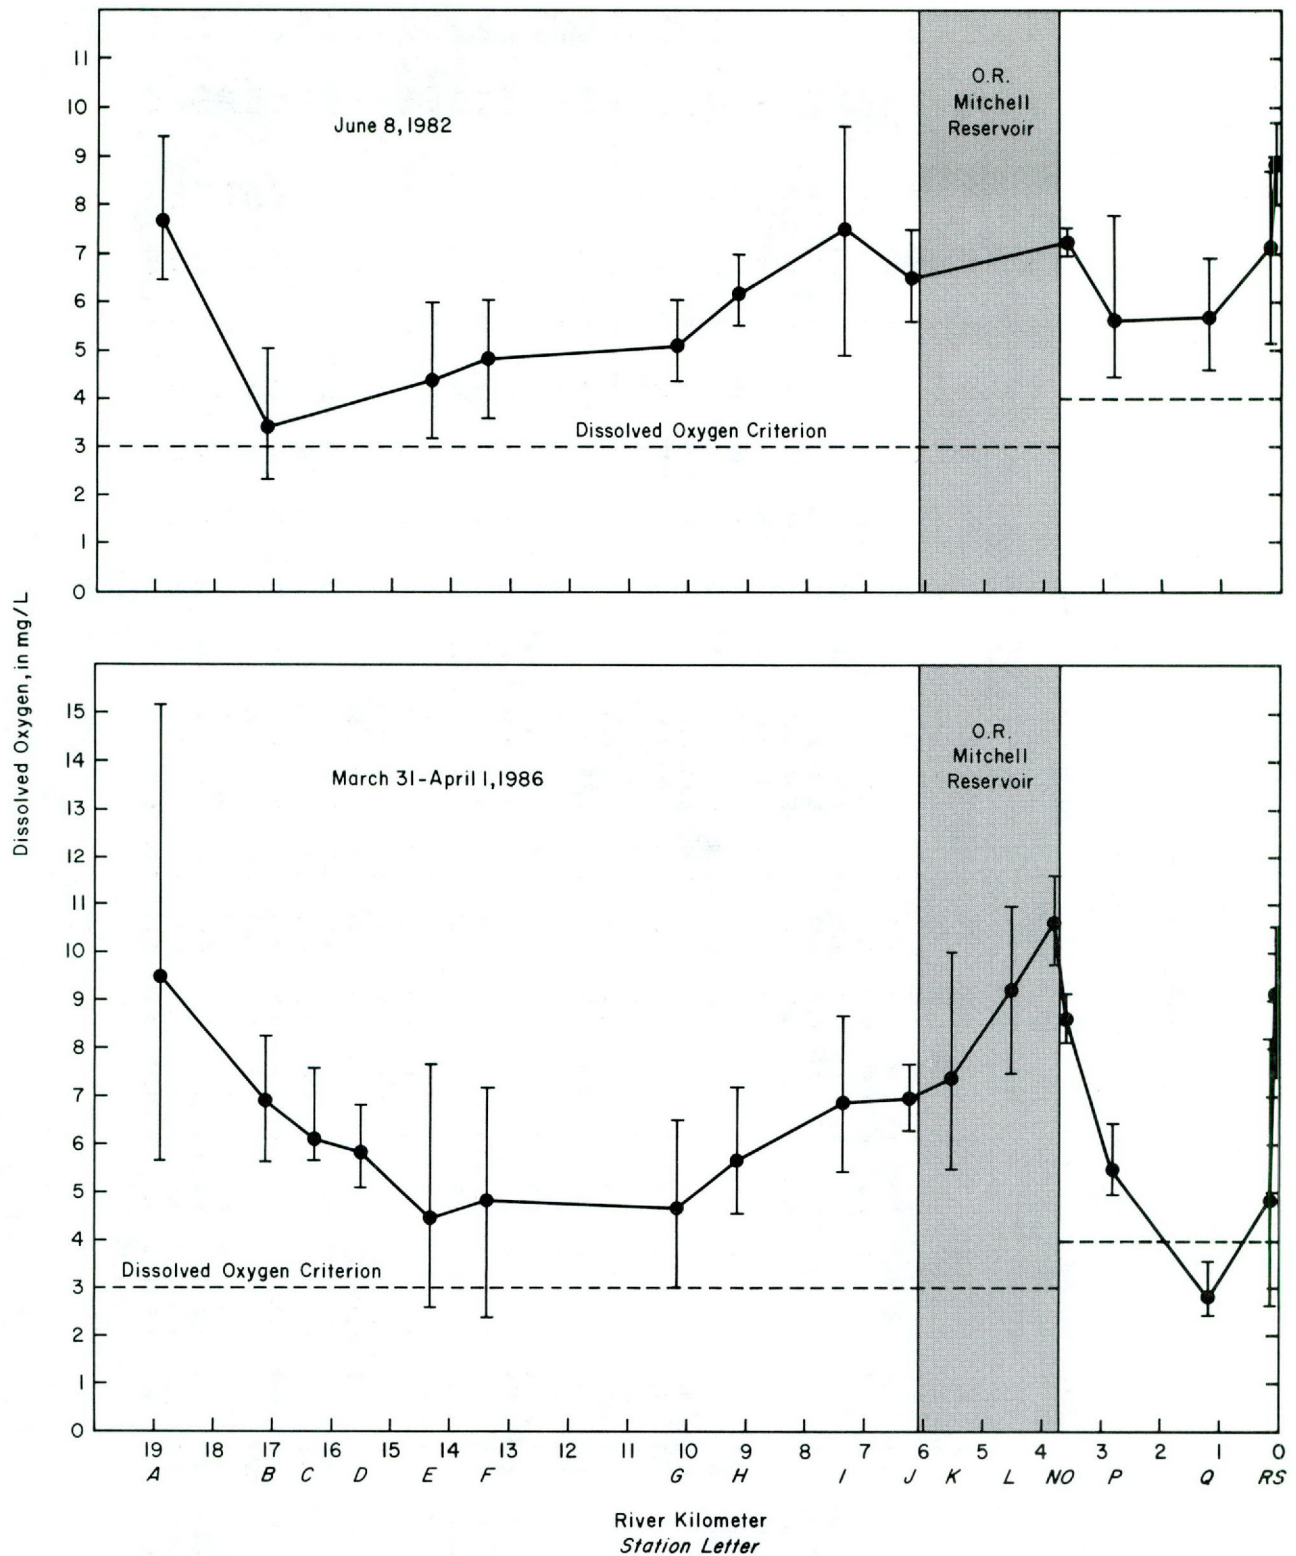 11
10
9
8
7
6
5
4
3
2
1
0
June 8, 1982
O.R.
Mitchell
Reservoir
Dissolved Oxygen Criterion
Dissolved Oxygen, in mg/L
15
14
13
12
11
10
9
8
7
6
5
4
3
2
1
0
March 31-April 1, 1986
O.R.
Mitchell
Reservoir
Dissolved Oxygen Criterion
19 18 17 16 15 14 13 12 11 10 9 8 7 6 5 4 3 2 1 0
A B C D E F G H I J K L NO P Q RS
River Kilometer
Station Letter